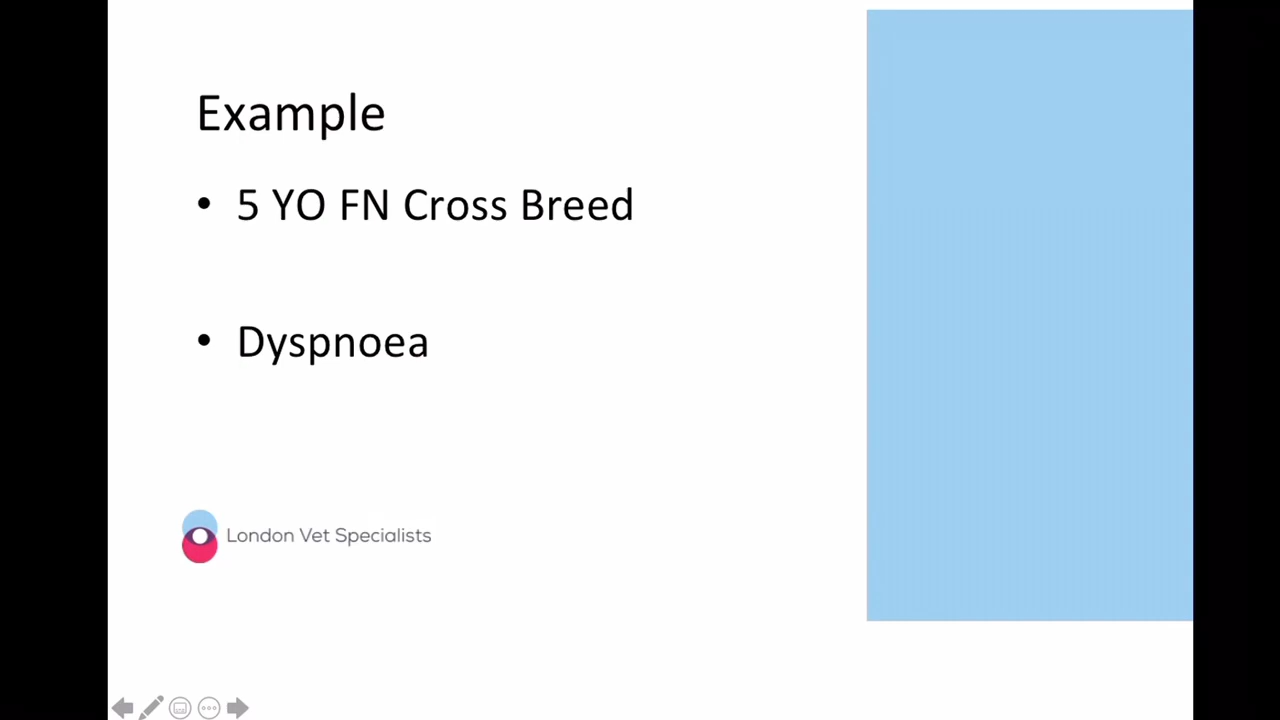 Example
• 5 YO FN Cross Breed
• Dyspnoea
London Vet Specialists